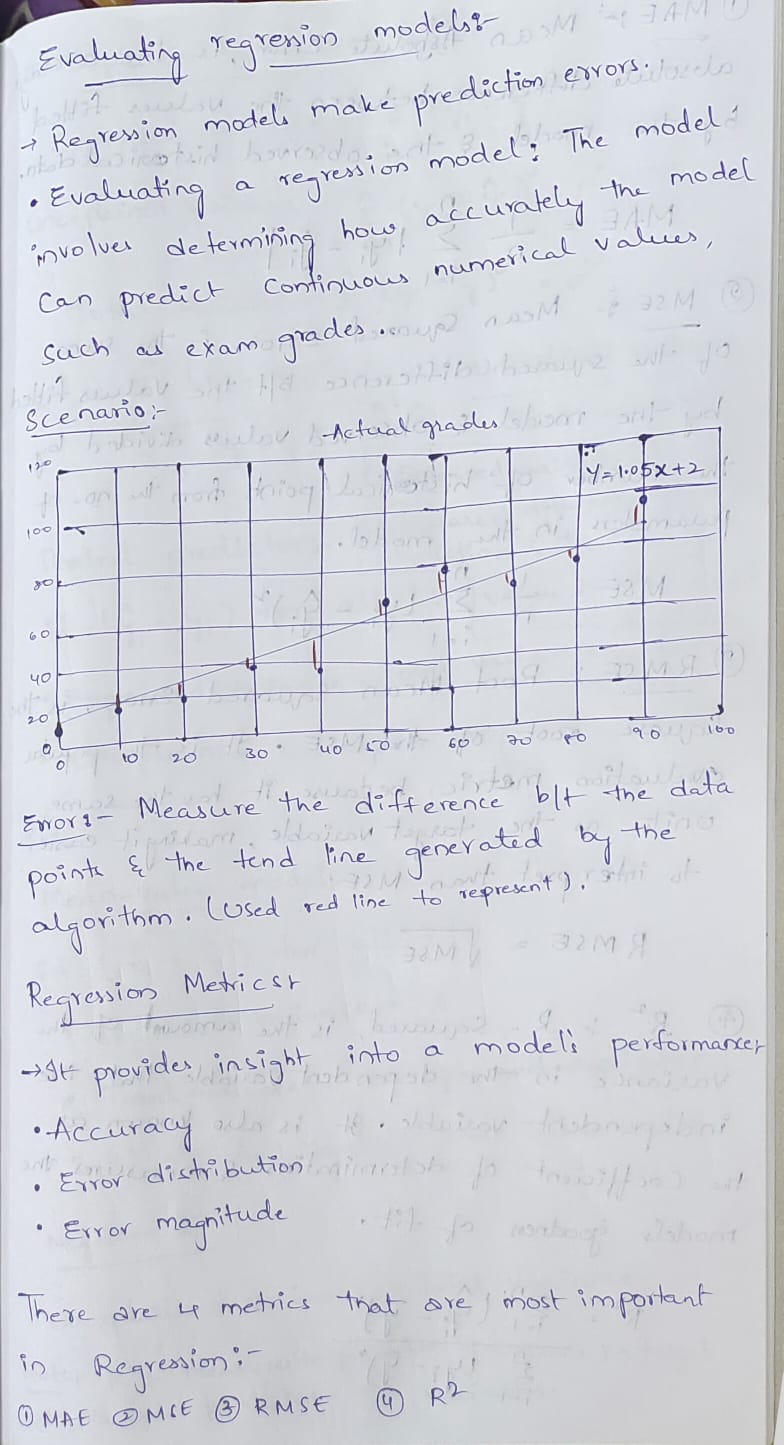 Evaluating regression models:-
→ Regression models make prediction errors.
• Evaluating a regression model: The model
involves determining how accurately the model
can predict continuous numerical values,
such as exam grades.
Scenario:-
Actual grades
Y=1.05x+2
120
100
80
60
40
20
0
0 10 20 30 40 50 60 70 80 90 100
Error:- Measure the difference b/t the data
points & the tend line generated by the
algorithm. (Used red line to represent).
Regression Metrics:-
→It provides insight into a model's performance,
• Accuracy
• Error distribution
• Error magnitude
There are 4 metrics that are most important
in Regression:-
① MAE ② MSE ③ RMSE ④ R²